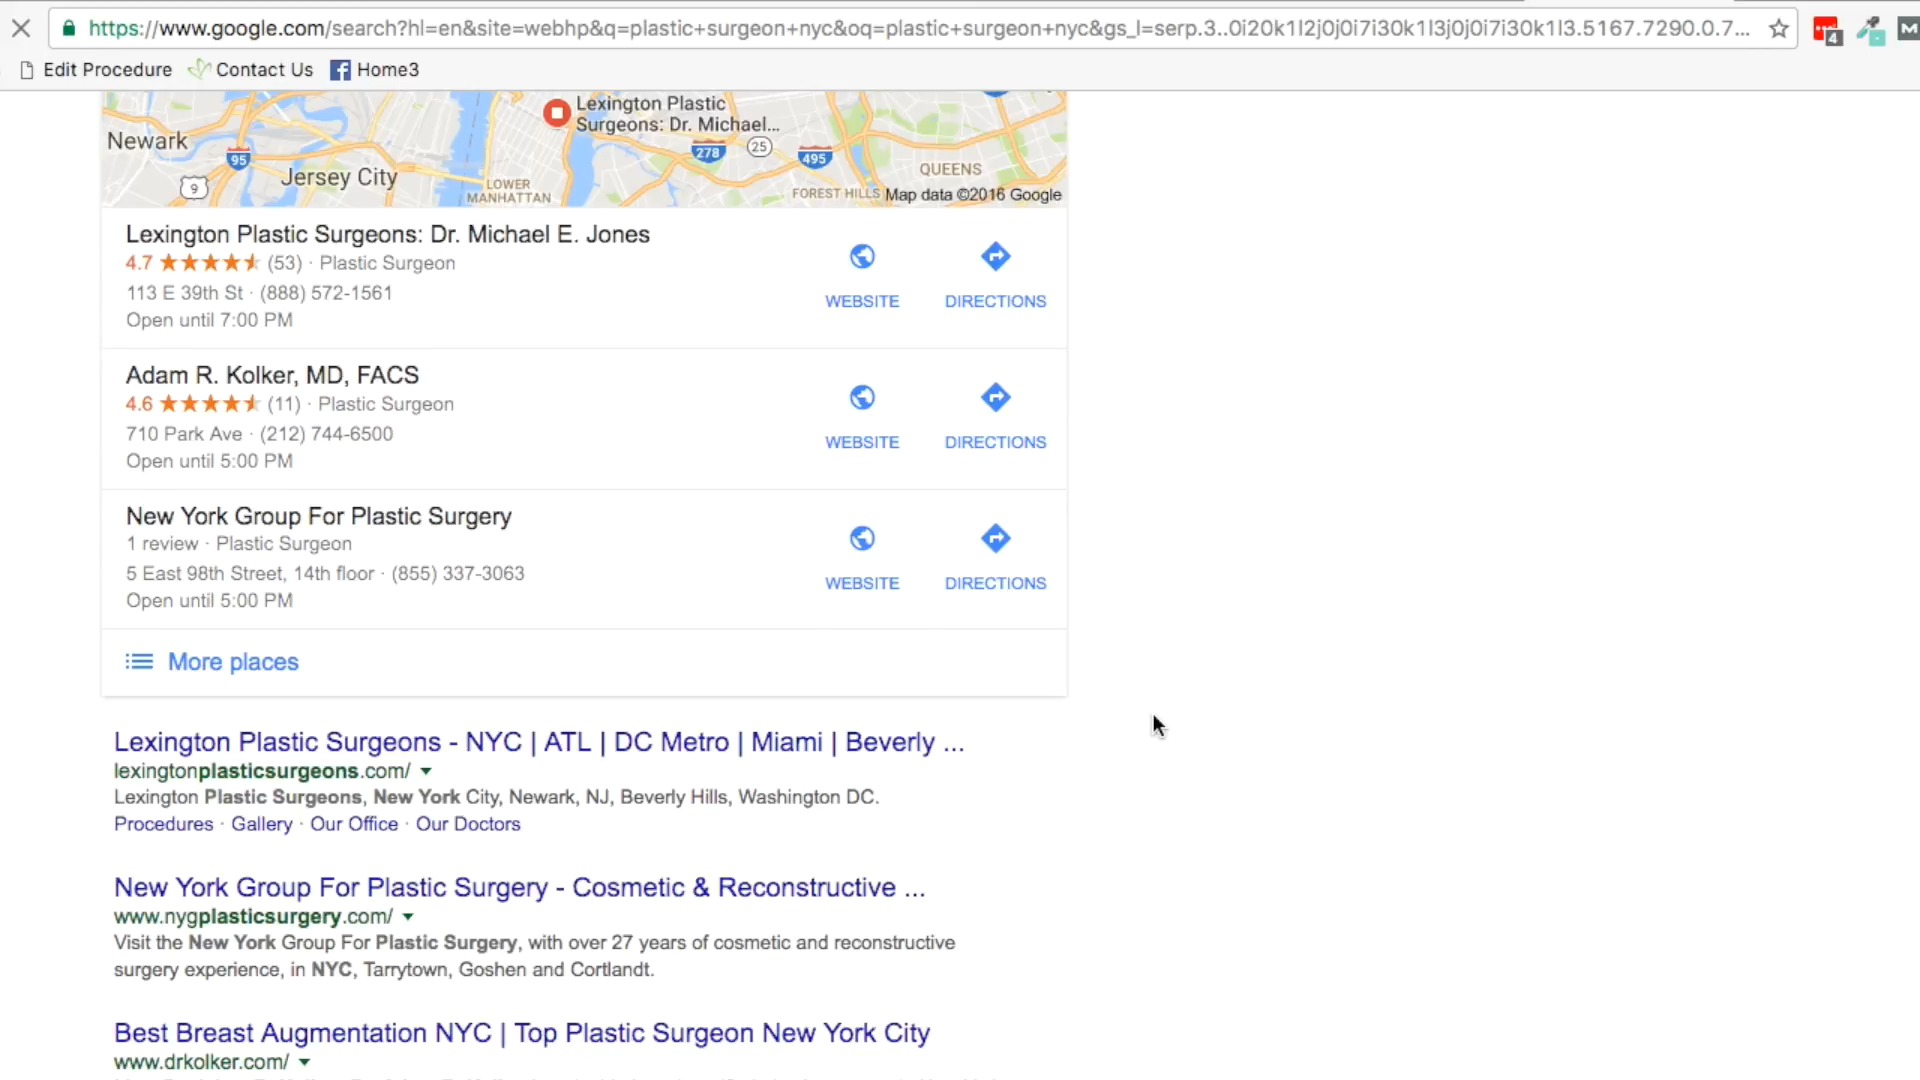 https://www.google.com/search?hl=en&site=webhp&q=plastic+surgeon+nyc&oq=plastic+surgeon+nyc&gs_l=serp.3..0i20k1l2j0j0i7i30k1l3j0j0i7i30k1l3.5167.7290.0.7...
4
M
Edit Procedure Contact Us Home3
Lexington Plastic
Surgeons: Dr. Michael...
Newark
95
278
25
495
QUEENS
Jersey City
9
LOWER
MANHATTAN
FOREST HILLS
Map data ©2016 Google
Lexington Plastic Surgeons: Dr. Michael E. Jones
4.7 (53) · Plastic Surgeon
113 E 39th St · (888) 572-1561
Open until 7:00 PM
WEBSITE DIRECTIONS
Adam R. Kolker, MD, FACS
4.6 (11) · Plastic Surgeon
710 Park Ave · (212) 744-6500
Open until 5:00 PM
WEBSITE DIRECTIONS
New York Group For Plastic Surgery
1 review · Plastic Surgeon
5 East 98th Street, 14th floor · (855) 337-3063
Open until 5:00 PM
WEBSITE DIRECTIONS
More places
Lexington Plastic Surgeons - NYC | ATL | DC Metro | Miami | Beverly ...
lexingtonplasticsurgeons.com/
Lexington Plastic Surgeons, New York City, Newark, NJ, Beverly Hills, Washington DC.
Procedures · Gallery · Our Office · Our Doctors
New York Group For Plastic Surgery - Cosmetic & Reconstructive ...
www.nygplasticsurgery.com/
Visit the New York Group For Plastic Surgery, with over 27 years of cosmetic and reconstructive
surgery experience, in NYC, Tarrytown, Goshen and Cortlandt.
Best Breast Augmentation NYC | Top Plastic Surgeon New York City
www.drkolker.com/